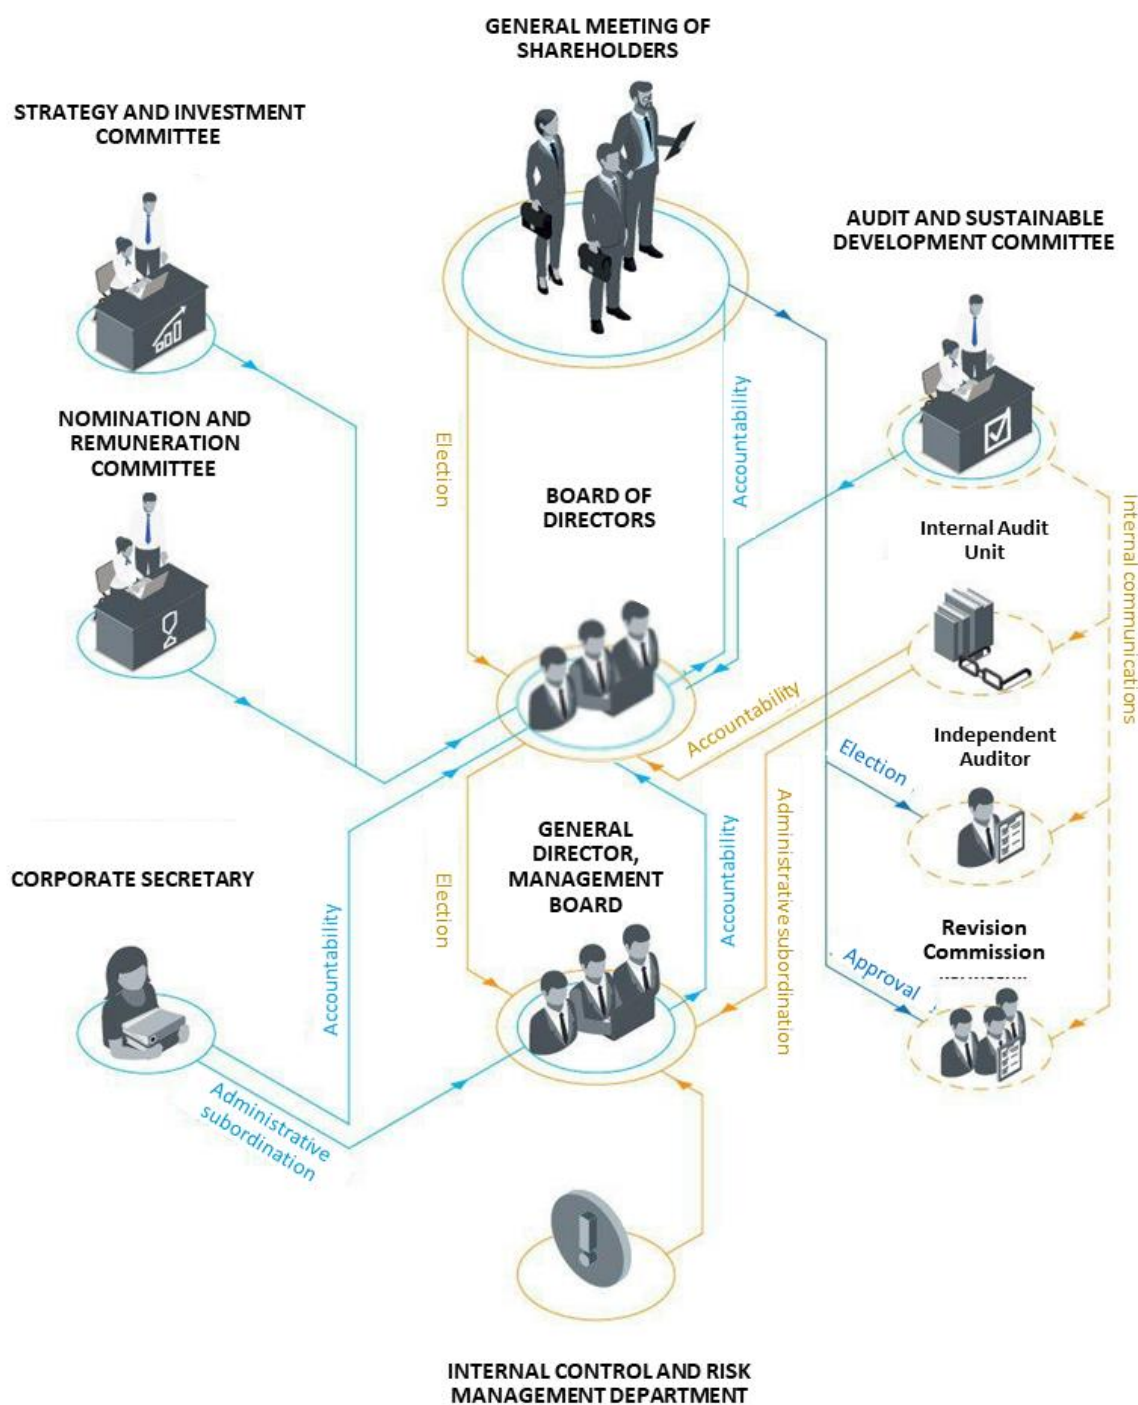 GENERAL MEETING OF
SHAREHOLDERS
STRATEGY AND INVESTMENT
COMMITTEE
AUDIT AND SUSTAINABLE
DEVELOPMENT COMMITTEE
NOMINATION AND
REMUNERATION
COMMITTEE
Election
Accountability
BOARD OF
DIRECTORS
Internal communications
Internal Audit
Unit
Accountability
Independent
Auditor
Election
Administrative subordination
GENERAL
DIRECTOR,
MANAGEMENT
BOARD
Election
Accountability
CORPORATE SECRETARY
Accountability
Revision
Commission
Approval
Administrative
subordination
INTERNAL CONTROL AND RISK
MANAGEMENT DEPARTMENT